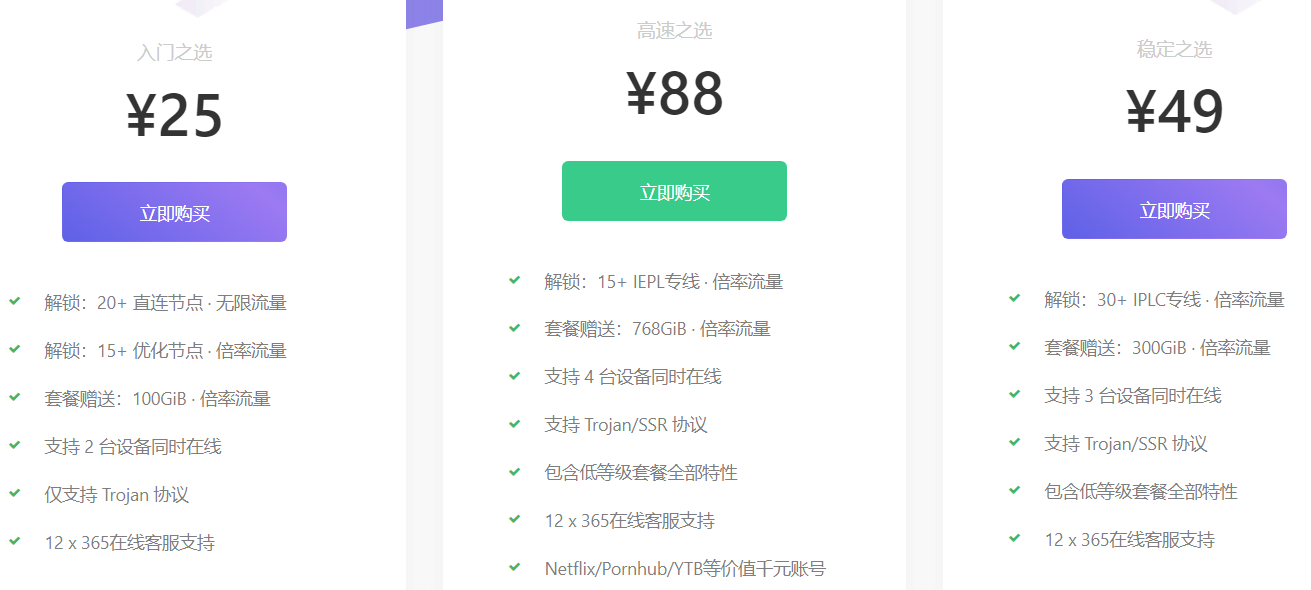 入门之选
¥25
立即购买
解锁：20+ 直连节点 · 无限流量
解锁：15+ 优化节点 · 倍率流量
套餐赠送：100GiB · 倍率流量
支持 2 台设备同时在线
仅支持 Trojan 协议
12 x 365在线客服支持
高速之选
¥88
立即购买
解锁：15+ IEPL专线 · 倍率流量
套餐赠送：768GiB · 倍率流量
支持 4 台设备同时在线
支持 Trojan/SSR 协议
包含低等级套餐全部特性
12 x 365在线客服支持
Netflix/Pornhub/YTB等价值千元账号
稳定之选
¥49
立即购买
解锁：30+ IPLC专线 · 倍率流量
套餐赠送：300GiB · 倍率流量
支持 3 台设备同时在线
支持 Trojan/SSR 协议
包含低等级套餐全部特性
12 x 365在线客服支持